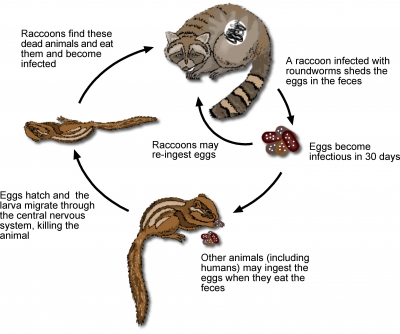 Raccoons find these
dead animals and eat
them and become
infected
A raccoon infected with
roundworms sheds the
eggs in the feces
Raccoons may
re-ingest eggs
Eggs become
infectious in 30 days
Eggs hatch and  the
larva migrate through
the central nervous
system, killing the
animal
Other animals (including
humans) may ingest the
eggs when they eat the
feces